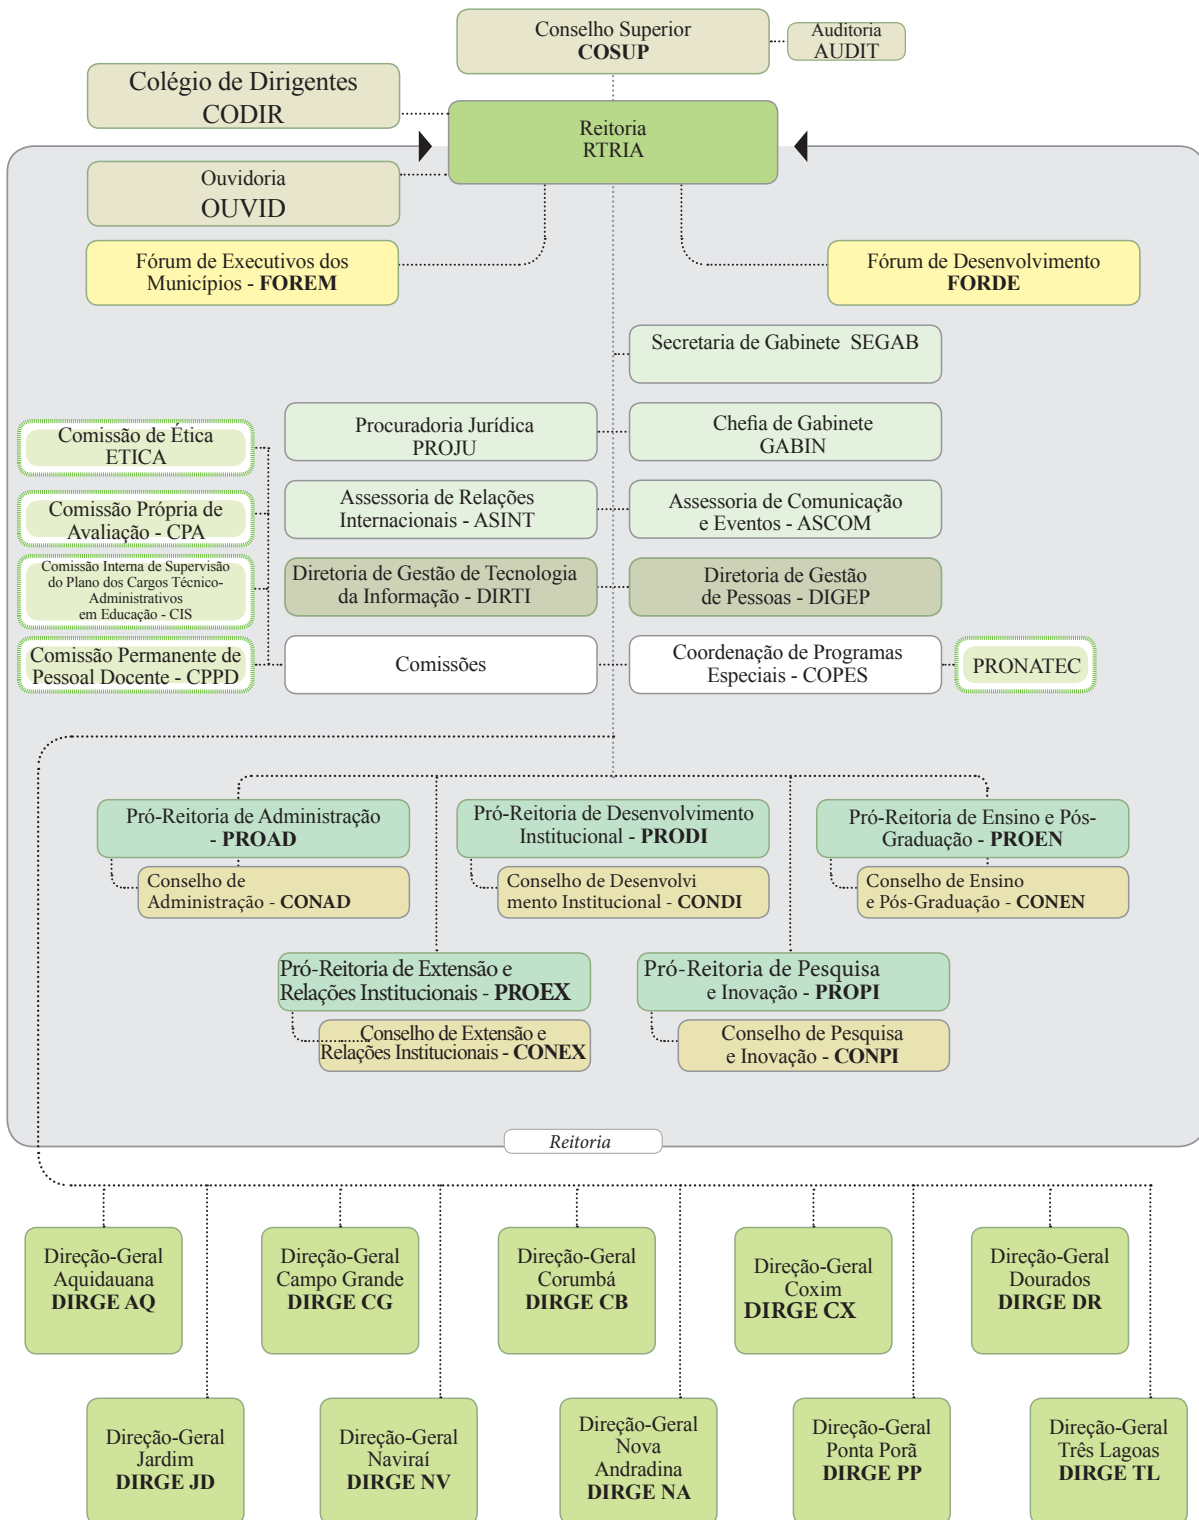 Conselho Superior
COSUP
Auditoria
AUDIT
Colégio de Dirigentes
CODIR
Reitoria
RTRIA
Ouvidoria
OUVID
Fórum de Executivos dos
Municípios - FOREM
Fórum de Desenvolvimento
FORDE
Secretaria de Gabinete SEGAB
Procuradoria Jurídica
PROJU
Chefia de Gabinete
GABIN
Comissão de Ética
ETICA
Assessoria de Relações
Internacionais - ASINT
Assessoria de Comunicação
e Eventos - ASCOM
Comissão Própria de
Avaliação - CPA
Comissão Interna de Supervisão
do Plano dos Cargos Técnico-
Administrativos
em Educação - CIS
Diretoria de Gestão de Tecnologia
da Informação - DIRTI
Diretoria de Gestão
de Pessoas - DIGEP
Comissão Permanente de
Pessoal Docente - CPPD
Comissões
Coordenação de Programas
Especiais - COPES
PRONATEC
Pró-Reitoria de Administração
- PROAD
Pró-Reitoria de Desenvolvimento
Institucional - PRODI
Pró-Reitoria de Ensino e Pós-
Graduação - PROEN
Conselho de
Administração - CONAD
Conselho de Desenvolvi
mento Institucional - CONDI
Conselho de Ensino
e Pós-Graduação - CONEN
Pró-Reitoria de Extensão e
Relações Institucionais - PROEX
Pró-Reitoria de Pesquisa
e Inovação - PROPI
Conselho de Extensão e
Relações Institucionais - CONEX
Conselho de Pesquisa
e Inovação - CONPI
Reitoria
Direção-Geral
Aquidauana
DIRGE AQ
Direção-Geral
Campo Grande
DIRGE CG
Direção-Geral
Corumbá
DIRGE CB
Direção-Geral
Coxim
DIRGE CX
Direção-Geral
Dourados
DIRGE DR
Direção-Geral
Jardim
DIRGE JD
Direção-Geral
Naviraí
DIRGE NV
Direção-Geral
Nova
Andradina
DIRGE NA
Direção-Geral
Ponta Porã
DIRGE PP
Direção-Geral
Três Lagoas
DIRGE TL